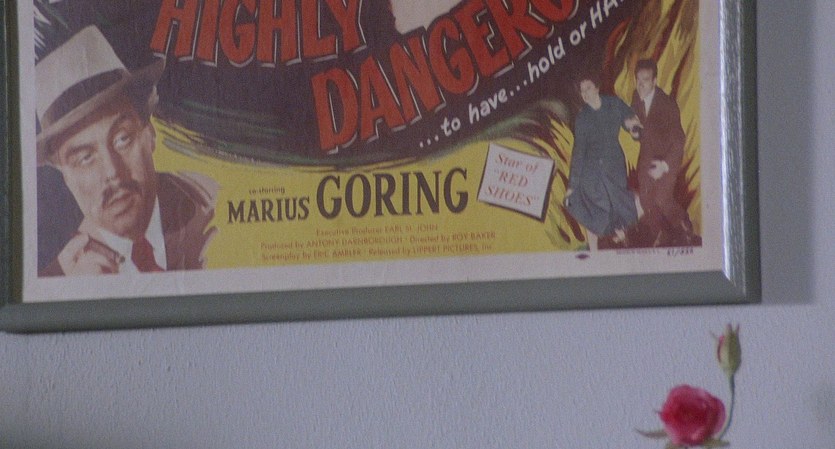 HIGHLY
DANGERO
...to have...hold or HA
co-starring
MARIUS GORING
Star of
"RED
SHOES"
Executive Producer EARL St. JOHN
Produced by ANTONY DARNBOROUGH · Directed by ROY BAKER
Screenplay by ERIC AMBLER · Released by LIPPERT PICTURES, Inc.